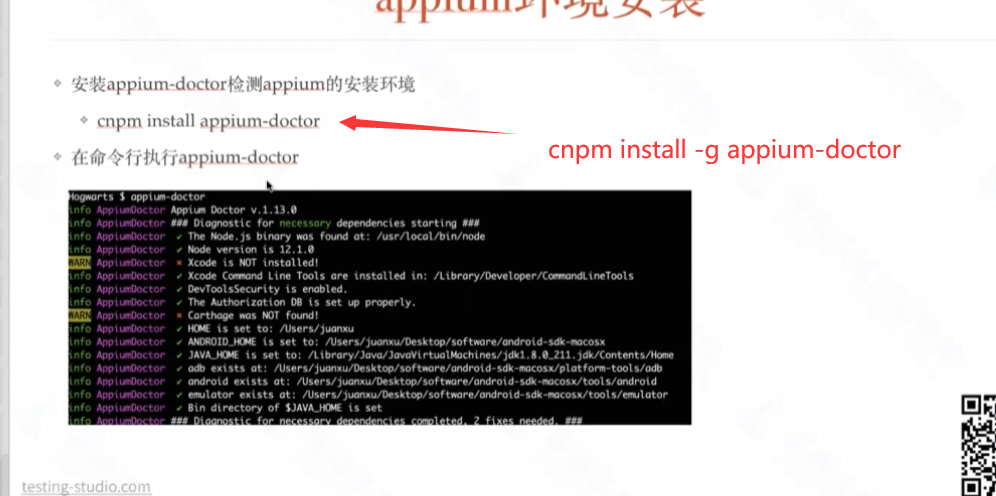 appium环境安装
安装appium-doctor检测appium的安装环境
cnpm install appium-doctor
cnpm install -g appium-doctor
在命令行执行appium-doctor
Hogwarts $ appium-doctor
info AppiumDoctor Appium Doctor v.1.13.0
info AppiumDoctor ### Diagnostic for necessary dependencies starting ###
info AppiumDoctor ✔ The Node.js binary was found at: /usr/local/bin/node
info AppiumDoctor ✔ Node version is 12.1.0
WARN AppiumDoctor ✖ Xcode is NOT installed!
info AppiumDoctor ✔ Xcode Command Line Tools are installed in: /Library/Developer/CommandLineTools
info AppiumDoctor ✔ DevToolsSecurity is enabled.
info AppiumDoctor ✔ The Authorization DB is set up properly.
WARN AppiumDoctor ✖ Carthage was NOT found!
info AppiumDoctor ✔ HOME is set to: /Users/juanxu
info AppiumDoctor ✔ ANDROID_HOME is set to: /Users/juanxu/Desktop/software/android-sdk-macosx
info AppiumDoctor ✔ JAVA_HOME is set to: /Library/Java/JavaVirtualMachines/jdk1.8.0_211.jdk/Contents/Home
info AppiumDoctor ✔ adb exists at: /Users/juanxu/Desktop/software/android-sdk-macosx/platform-tools/adb
info AppiumDoctor ✔ android exists at: /Users/juanxu/Desktop/software/android-sdk-macosx/tools/android
info AppiumDoctor ✔ emulator exists at: /Users/juanxu/Desktop/software/android-sdk-macosx/tools/emulator
info AppiumDoctor ✔ Bin directory of $JAVA_HOME is set
info AppiumDoctor ### Diagnostic for necessary dependencies completed, 2 fixes needed. ###
testing-studio.com